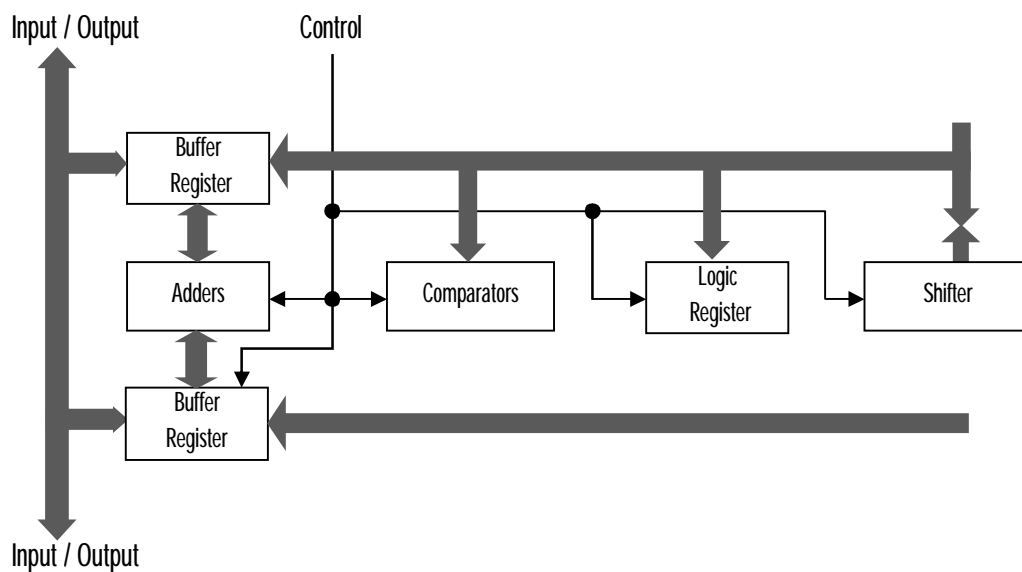 Input / Output
Control
Buffer
Register
Adders
Comparators
Logic
Register
Shifter
Buffer
Register
Input / Output